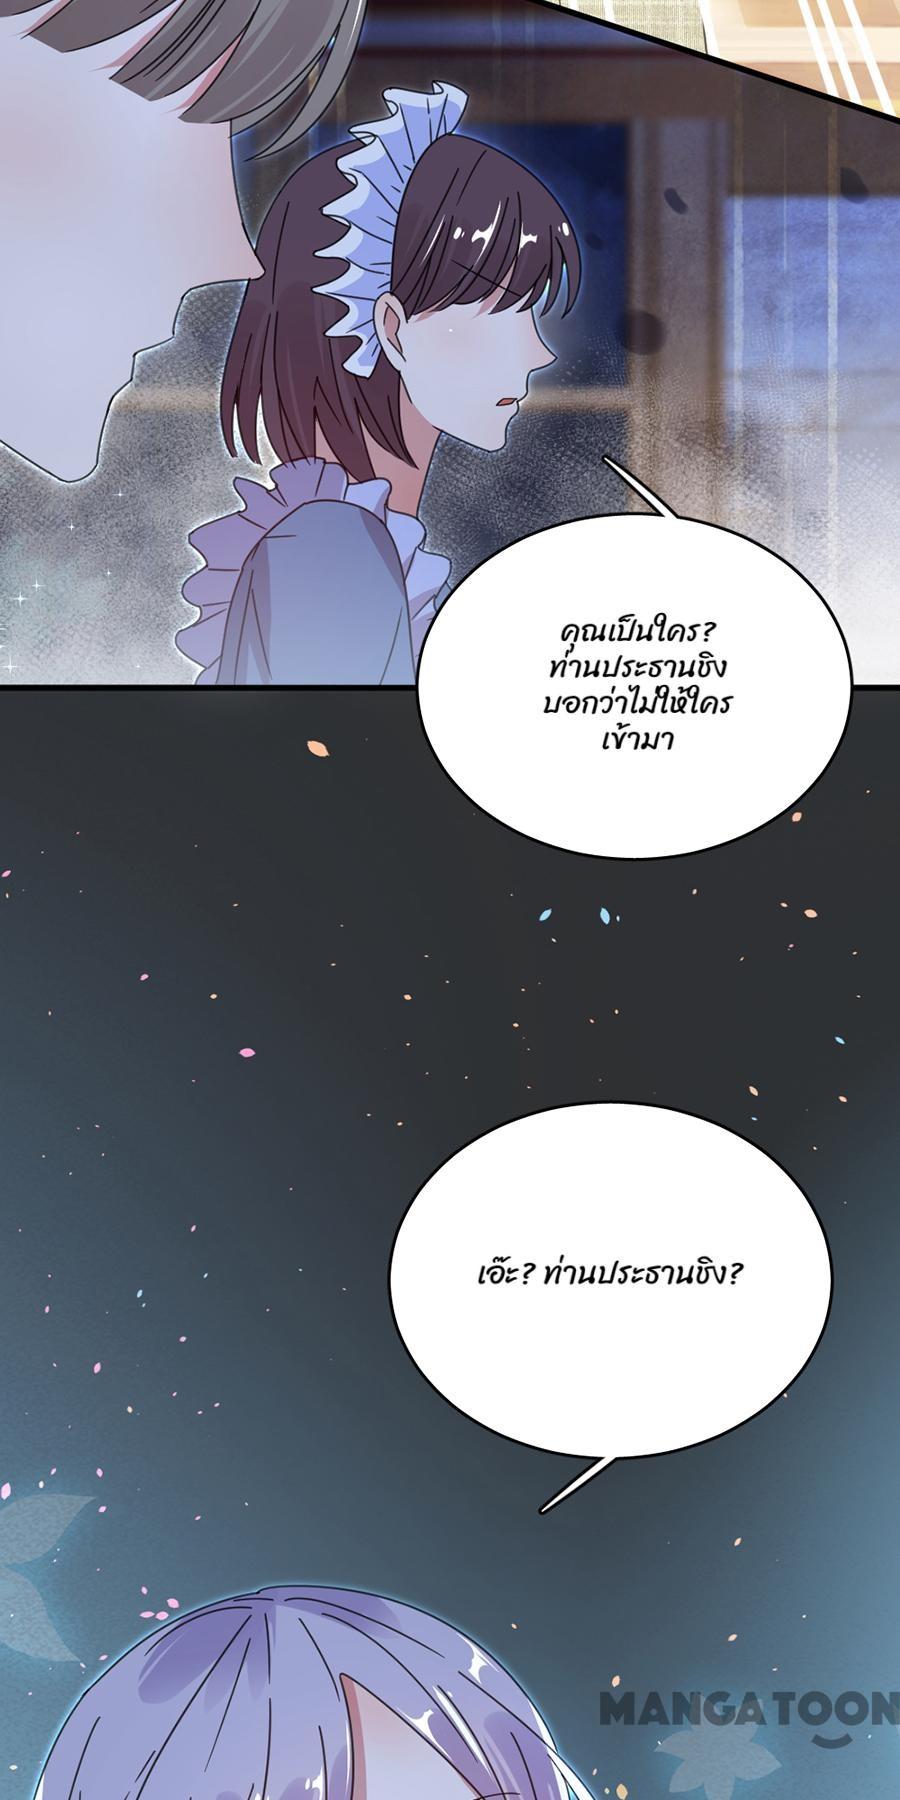 คุณเป็นใคร?
ท่านประธานชิง
บอกว่าไม่ให้ใคร
เข้ามา
เอ๊ะ? ท่านประธานชิง?
MANGATOON